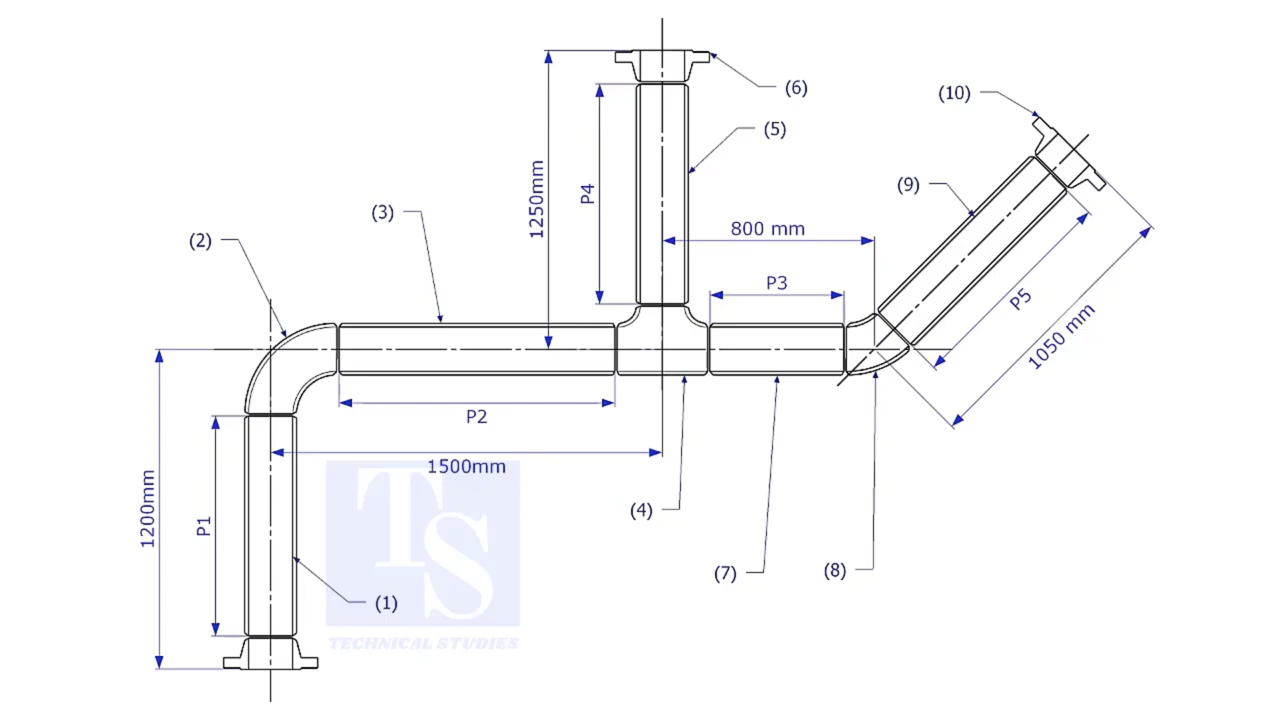 (6)
(10)
(5)
1250mm
P4
(9)
(3)
800 mm
(2)
P3
P5
1050 mm
P2
1500mm
1200mm
P1
TS
(4)
(7)
(8)
(1)
TECHNICAL STUDIES